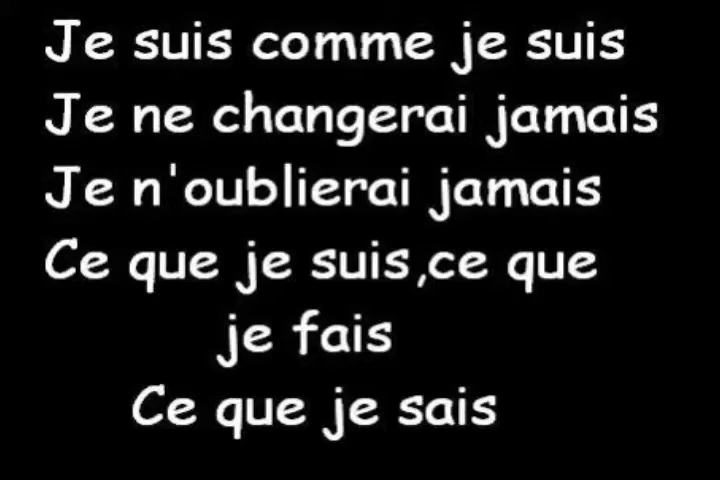 Je suis comme je suis
Je ne changerai jamais
Je n'oublierai jamais
Ce que je suis,ce que
je fais
Ce que je sais